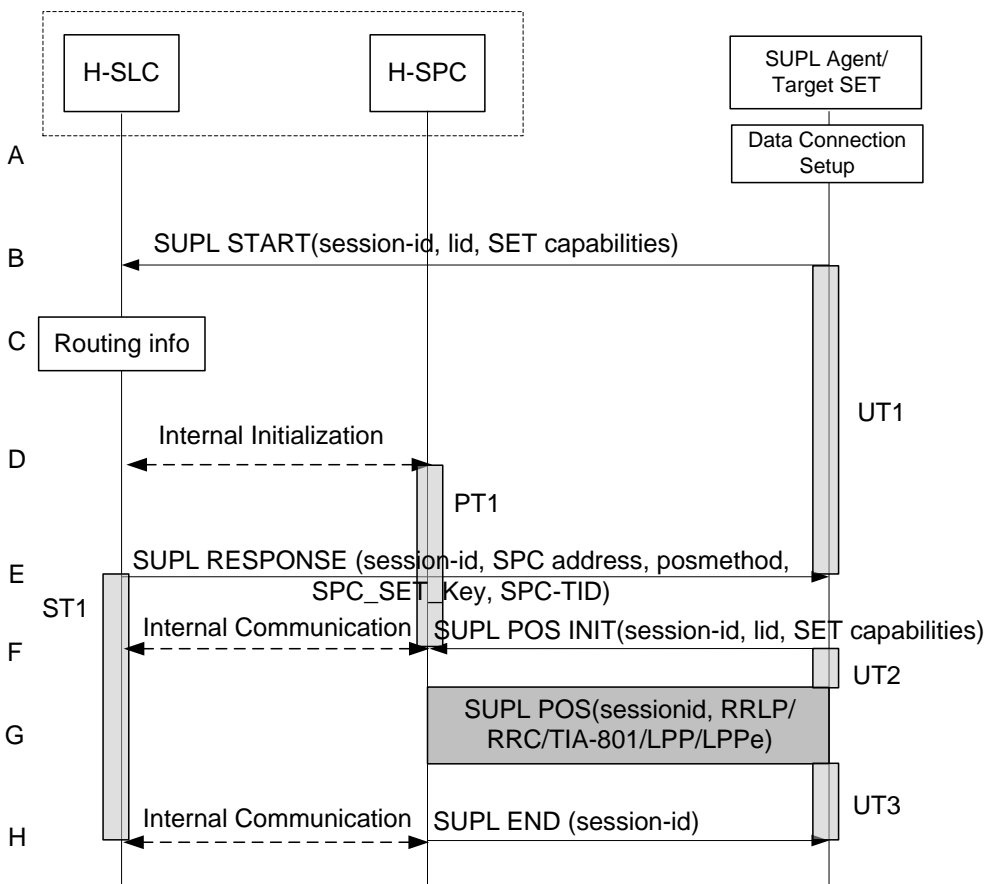 H-SLC
H-SPC
SUPL Agent/
Target SET
A
Data Connection
Setup
B
SUPL START(session-id, lid, SET capabilities)
C
Routing info
UT1
D
Internal Initialization
PT1
E
SUPL RESPONSE (session-id, SPC address, posmethod,
SPC_SET_Key, SPC-TID)
ST1
F
Internal Communication
SUPL POS INIT(session-id, lid, SET capabilities)
UT2
G
SUPL POS(sessionid, RRLP/
RRC/TIA-801/LPP/LPPe)
UT3
H
Internal Communication
SUPL END (session-id)